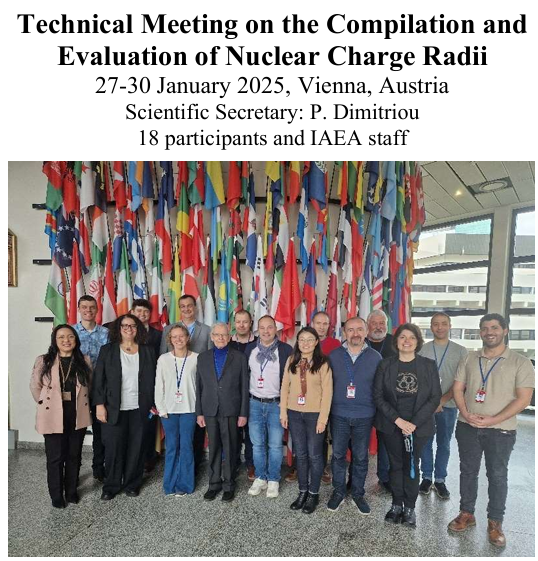 Technical Meeting on the Compilation and
Evaluation of Nuclear Charge Radii
27-30 January 2025, Vienna, Austria
Scientific Secretary: P. Dimitriou
18 participants and IAEA staff